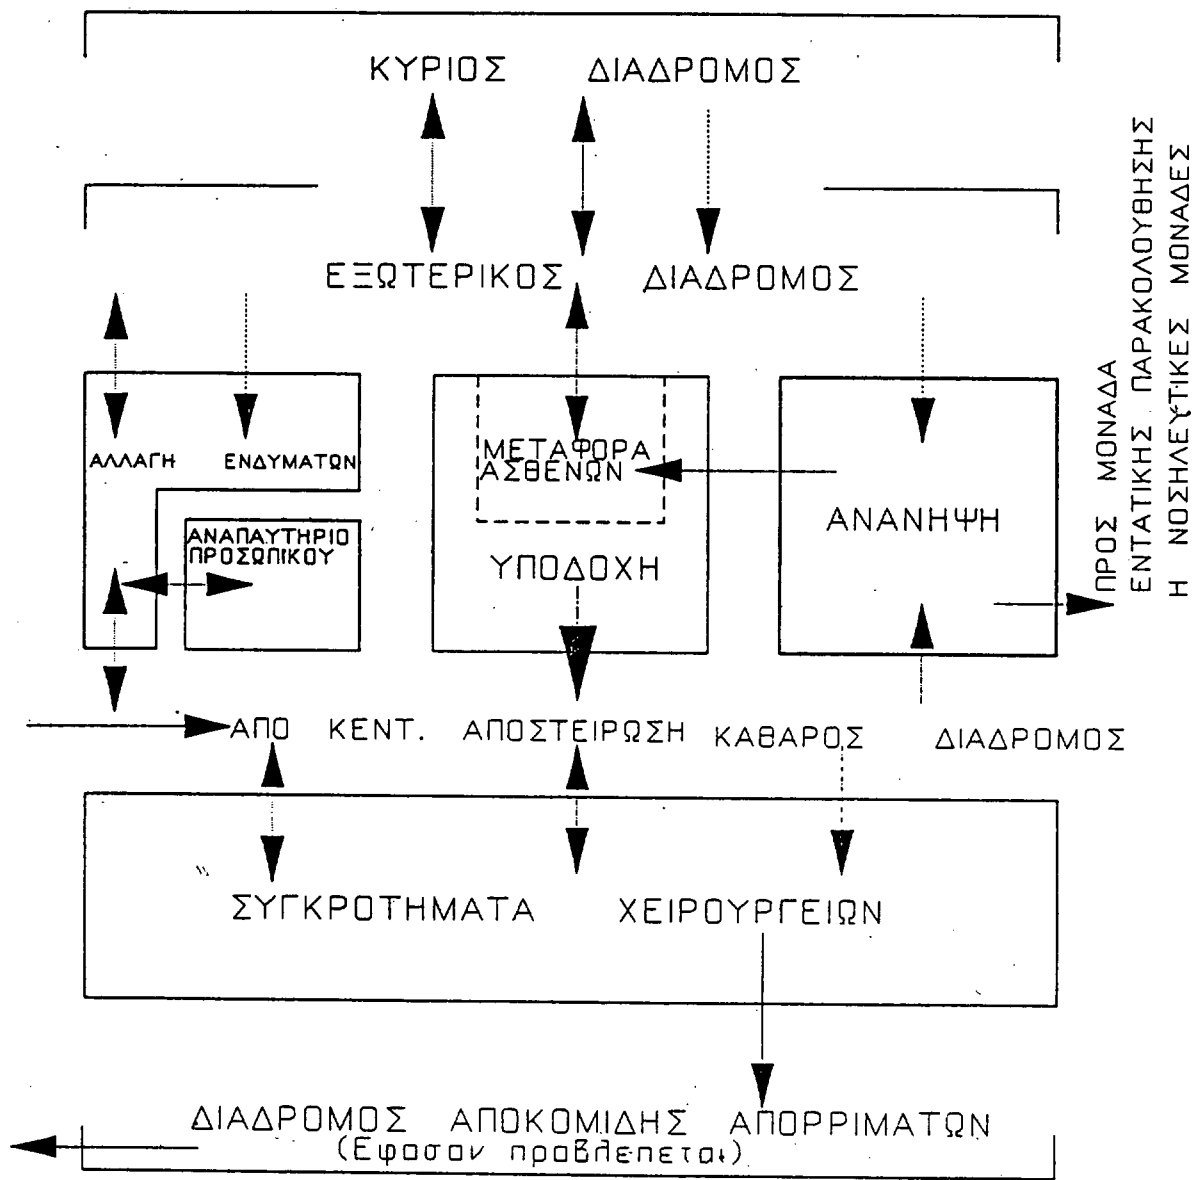 ΚΥΡΙΟΣ ΔΙΑΔΡΟΜΟΣ
ΕΞΩΤΕΡΙΚΟΣ ΔΙΑΔΡΟΜΟΣ
ΑΛΛΑΓΗ ΕΝΔΥΜΑΤΩΝ
ΑΝΑΠΑΥΤΗΡΙΟ
ΠΡΟΣΩΠΙΚΟΥ
ΜΕΤΑΦΟΡΑ
ΑΣΘΕΝΩΝ
ΥΠΟΔΟΧΗ
ΑΝΑΝΗΨΗ
ΠΡΟΣ ΜΟΝΑΔΑ
ΕΝΤΑΤΙΚΗΣ ΠΑΡΑΚΟΛΟΥΘΗΣΗΣ
Η ΝΟΣΗΛΕΥΤΙΚΕΣ ΜΟΝΑΔΕΣ
ΑΠΟ ΚΕΝΤ. ΑΠΟΣΤΕΙΡΩΣΗ ΚΑΘΑΡΟΣ ΔΙΑΔΡΟΜΟΣ
ΣΥΓΚΡΟΤΗΜΑΤΑ ΧΕΙΡΟΥΡΓΕΙΩΝ
ΔΙΑΔΡΟΜΟΣ ΑΠΟΚΟΜΙΔΗΣ ΑΠΟΡΡΙΜΑΤΩΝ
(Εφοσον προβλεπεται)